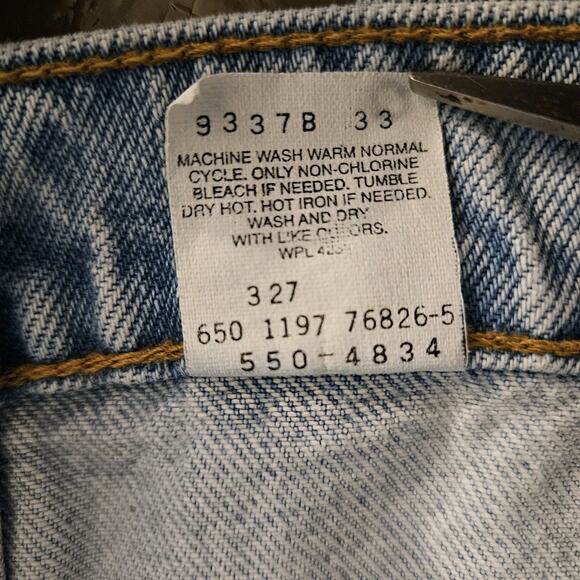 9337B 33
MACHINE WASH WARM NORMAL
CYCLE. ONLY NON-CHLORINE
BLEACH IF NEEDED. TUMBLE
DRY HOT. HOT IRON IF NEEDED.
WASH AND DRY
WITH LIKE COLORS.
WPL
327
650 1197 76826-5
550-4834